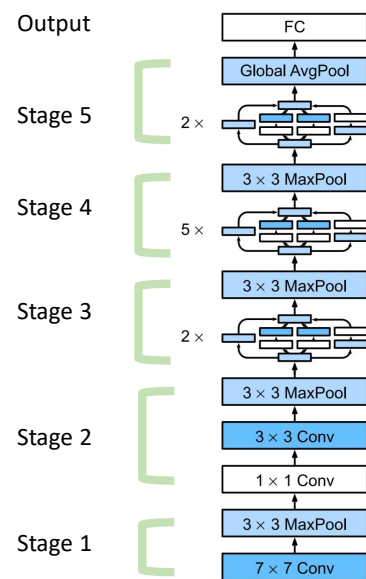 Output
FC
Global AvgPool
Stage 5
2 ×
3 × 3 MaxPool
Stage 4
5 ×
3 × 3 MaxPool
Stage 3
2 ×
3 × 3 MaxPool
Stage 2
3 × 3 Conv
1 × 1 Conv
3 × 3 MaxPool
Stage 1
7 × 7 Conv